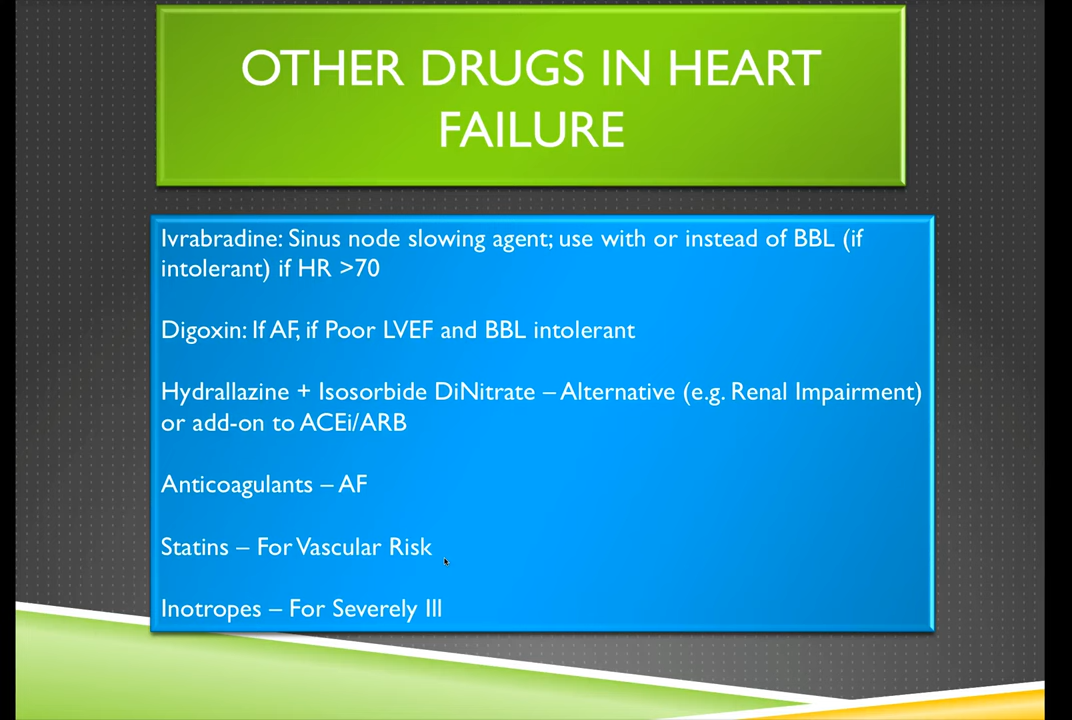 OTHER DRUGS IN HEART
FAILURE
Ivrabradine: Sinus node slowing agent; use with or instead of BBL (if
intolerant) if HR >70
Digoxin: If AF, if Poor LVEF and BBL intolerant
Hydrallazine + Isosorbide DiNitrate – Alternative (e.g. Renal Impairment)
or add-on to ACEi/ARB
Anticoagulants – AF
Statins – For Vascular Risk
Inotropes – For Severely Ill